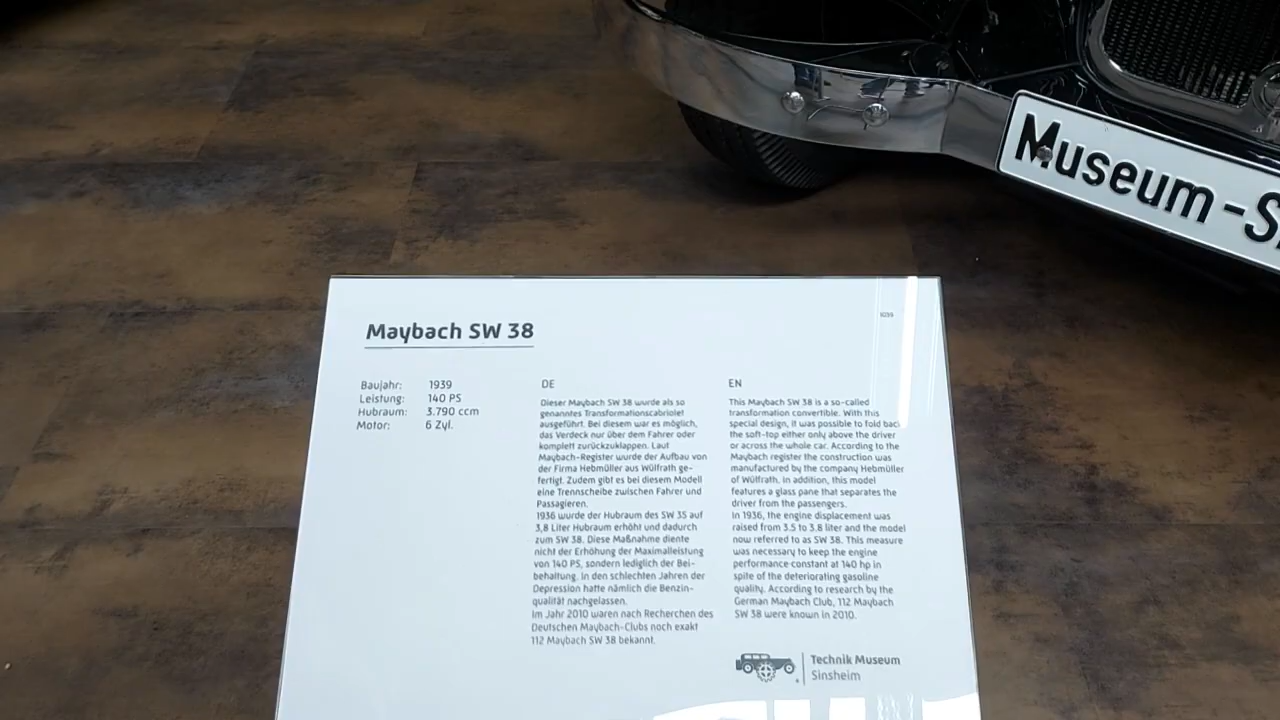 Museum-S
Maybach SW 38
Baujahr: 1939
Leistung: 140 PS
Hubraum: 3.790 ccm
Motor: 6 Zyl.
DE
Dieser Maybach SW 38 wurde als so
genanntes Transformationscabriolet
ausgeführt. Bei diesem war es möglich,
das Verdeck nur über dem Fahrer oder
komplett zurückzuklappen. Laut
Maybach-Register wurde der Aufbau von
der Firma Hebmüller aus Wülfrath ge-
fertigt. Zudem gibt es bei diesem Modell
eine Trennscheibe zwischen Fahrer und
Passagieren.
1936 wurde der Hubraum des SW 35 auf
3,8 Liter Hubraum erhöht und dadurch
zum SW 38. Diese Maßnahme diente
nicht der Erhöhung der Maximalleistung
von 140 PS, sondern lediglich der Bei-
behaltung. In den schlechten Jahren der
Depression hatte nämlich die Benzin-
qualität nachgelassen.
Im Jahr 2010 waren nach Recherchen des
Deutschen Maybach-Clubs noch exakt
112 Maybach SW 38 bekannt.
EN
This Maybach SW 38 is a so-called
transformation convertible. With this
special design, it was possible to fold back
the soft-top either only above the driver
or across the whole car. According to the
Maybach register the construction was
manufactured by the company Hebmüller
of Wülfrath. In addition, this model
features a glass pane that separates the
driver from the passengers.
In 1936, the engine displacement was
raised from 3.5 to 3.8 liter and the model
now referred to as SW 38. This measure
was necessary to keep the engine
performance constant at 140 hp in
spite of the deteriorating gasoline
quality. According to research by the
German Maybach Club, 112 Maybach
SW 38 were known in 2010.
Technik Museum
Sinsheim